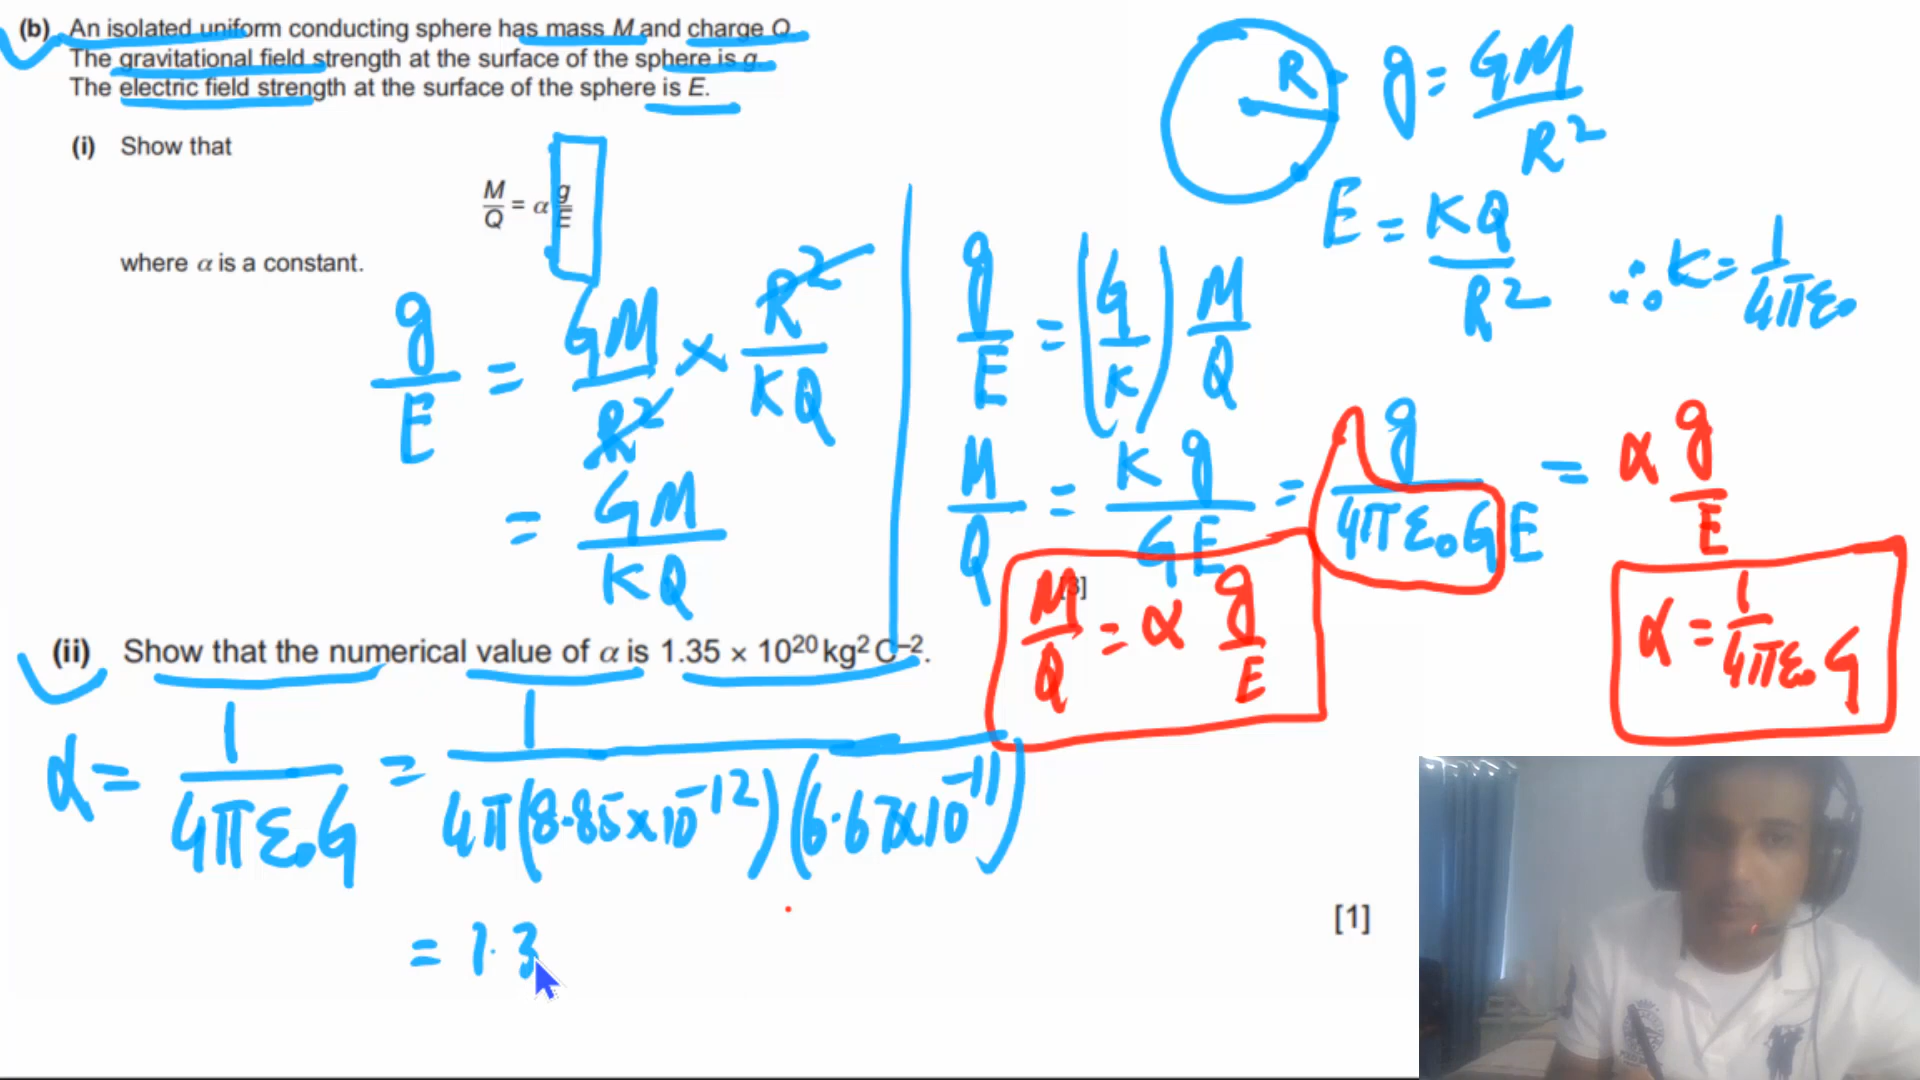 (b) An isolated uniform conducting sphere has mass M and charge Q.
The gravitational field strength at the surface of the sphere is g.
The electric field strength at the surface of the sphere is E.
(i) Show that
M/Q = α g/E
where α is a constant.
R
g = GM/R²
E = KQ/R² ∴ K = 1/4πε₀
g/E = GM/R² × R²/KQ
= GM/KQ
g/E = (G/K) M/Q
M/Q = K g/G E = g/4πε₀G E = α g/E
[3]
M/Q = α g/E
α = 1/4πε₀G
(ii) Show that the numerical value of α is 1.35 × 10²⁰ kg² C⁻².
α = 1/4πε₀G = 1/4π(8.85×10⁻¹²)(6.67×10⁻¹¹)
= 1.3
[1]